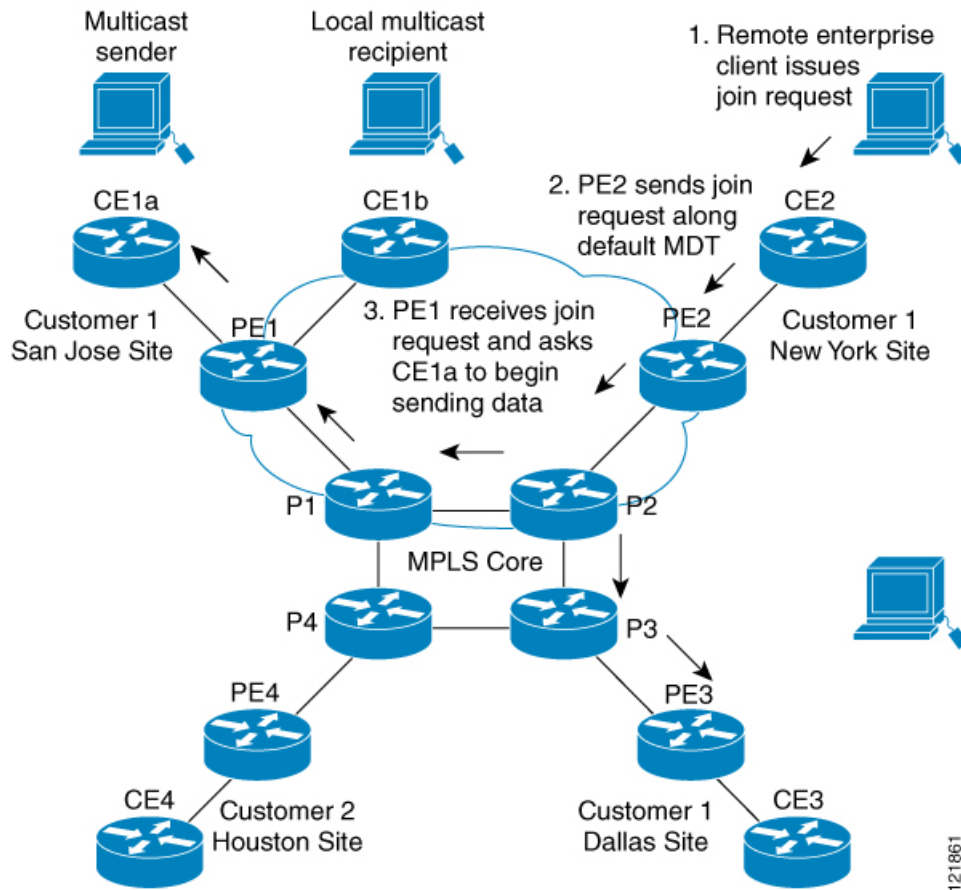 Multicast
sender
Local multicast
recipient
1. Remote enterprise
client issues
join request
CE1a
CE1b
2. PE2 sends join
request along
default MDT
CE2
Customer 1
San Jose Site
PE1
3. PE1 receives join
request and asks
CE1a to begin
sending data
PE2
Customer 1
New York Site
P1
P2
MPLS Core
P4
P3
PE4
PE3
CE4
Customer 2
Houston Site
Customer 1
Dallas Site
CE3
121861